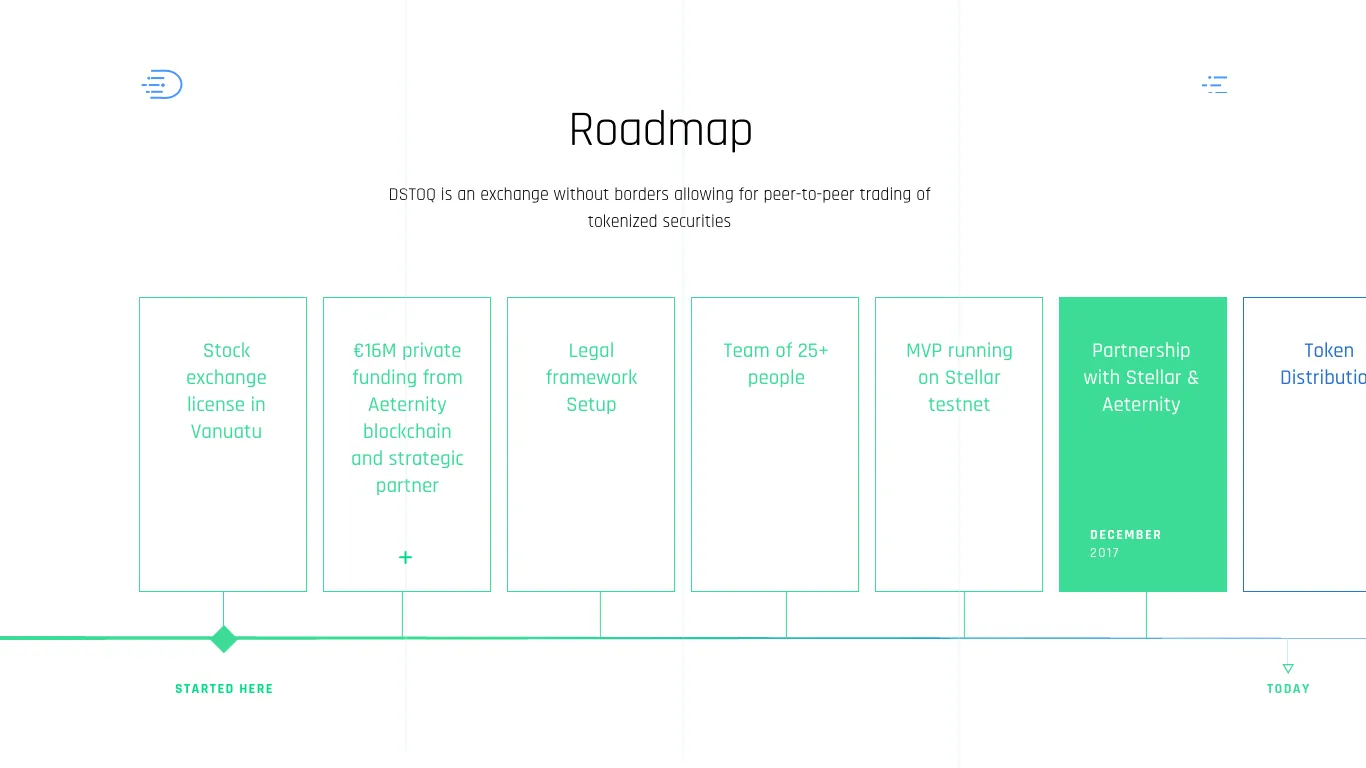 Roadmap
DSTOQ is an exchange without borders allowing for peer-to-peer trading of
tokenized securities
Stock
exchange
license in
Vanuatu
€16M private
funding from
Aeternity
blockchain
and strategic
partner
+
Legal
framework
Setup
Team of 25+
people
MVP running
on Stellar
testnet
Partnership
with Stellar &
Aeternity
DECEMBER
2017
Token
Distributio
STARTED HERE
TODAY